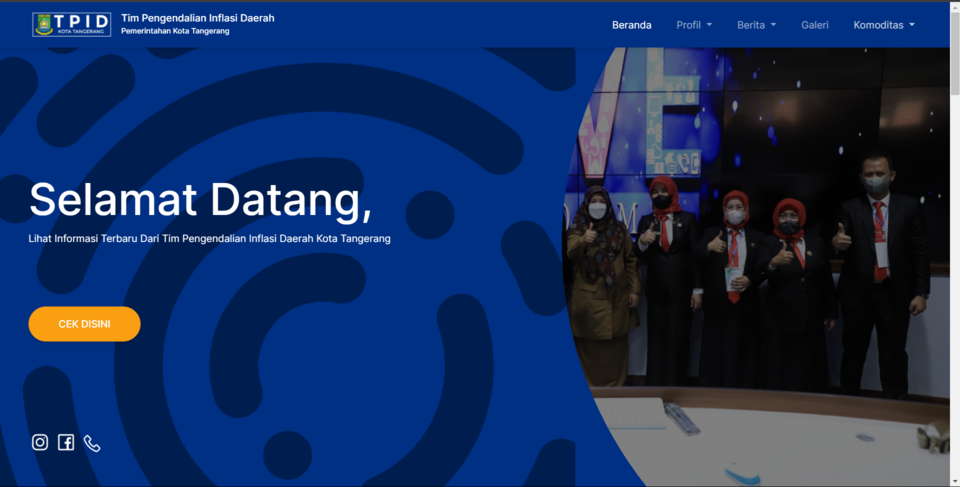 TPID
KOTA TANGERANG
Tim Pengendalian Inflasi Daerah
Pemerintahan Kota Tangerang
Beranda
Profil
Berita
Galeri
Komoditas
Selamat Datang,
Lihat Informasi Terbaru Dari Tim Pengendalian Inflasi Daerah Kota Tangerang
CEK DISINI